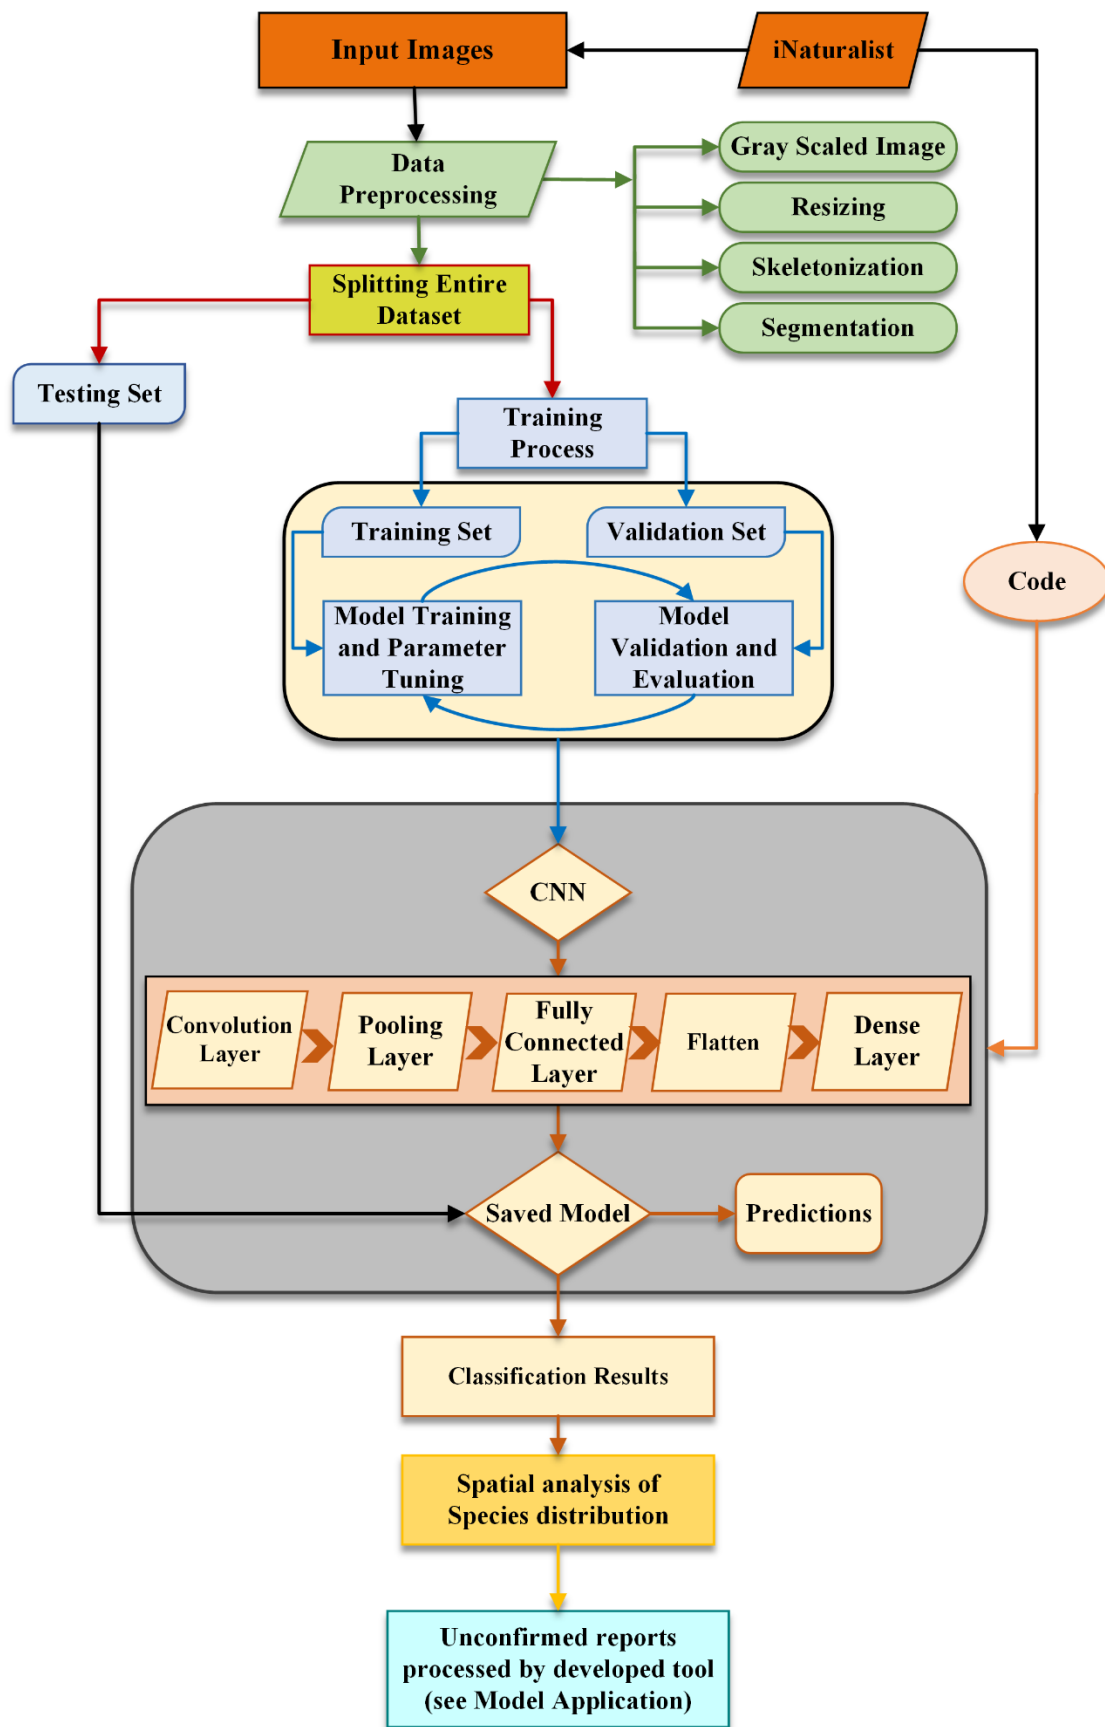 Input Images
iNaturalist
Data
Preprocessing
Gray Scaled Image
Resizing
Skeletonization
Segmentation
Splitting Entire
Dataset
Testing Set
Training
Process
Training Set
Validation Set
Model Training
and Parameter
Tuning
Model
Validation and
Evaluation
Code
CNN
Convolution
Layer
Pooling
Layer
Fully
Connected
Layer
Flatten
Dense
Layer
Saved Model
Predictions
Classification Results
Spatial analysis of
Species distribution
Unconfirmed reports
processed by developed tool
(see Model Application)